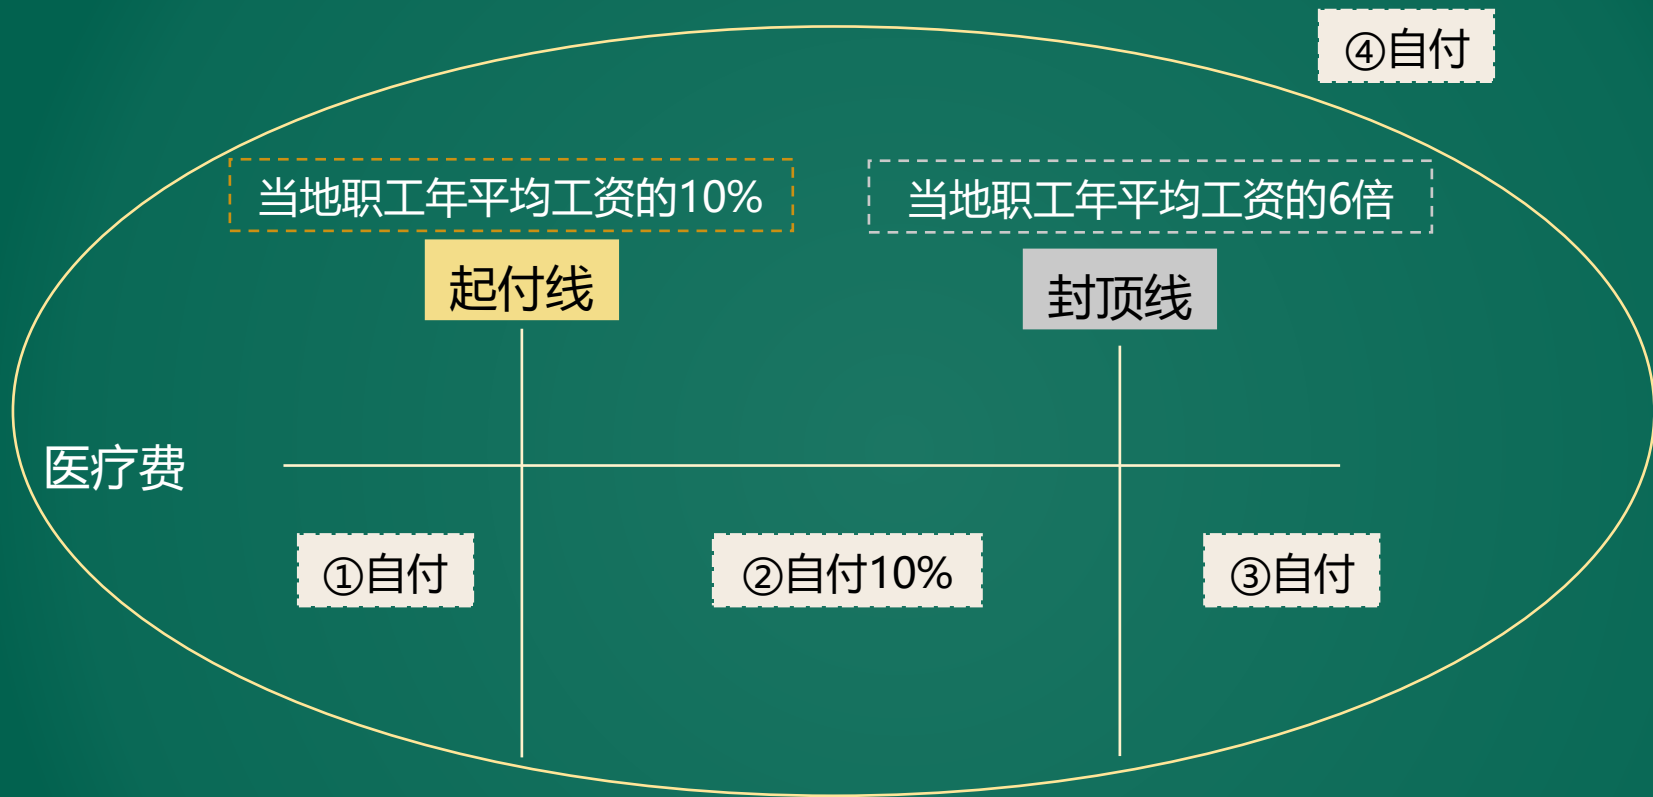 ④自付
当地职工年平均工资的10%
当地职工年平均工资的6倍
起付线
封顶线
医疗费
①自付
②自付10%
③自付